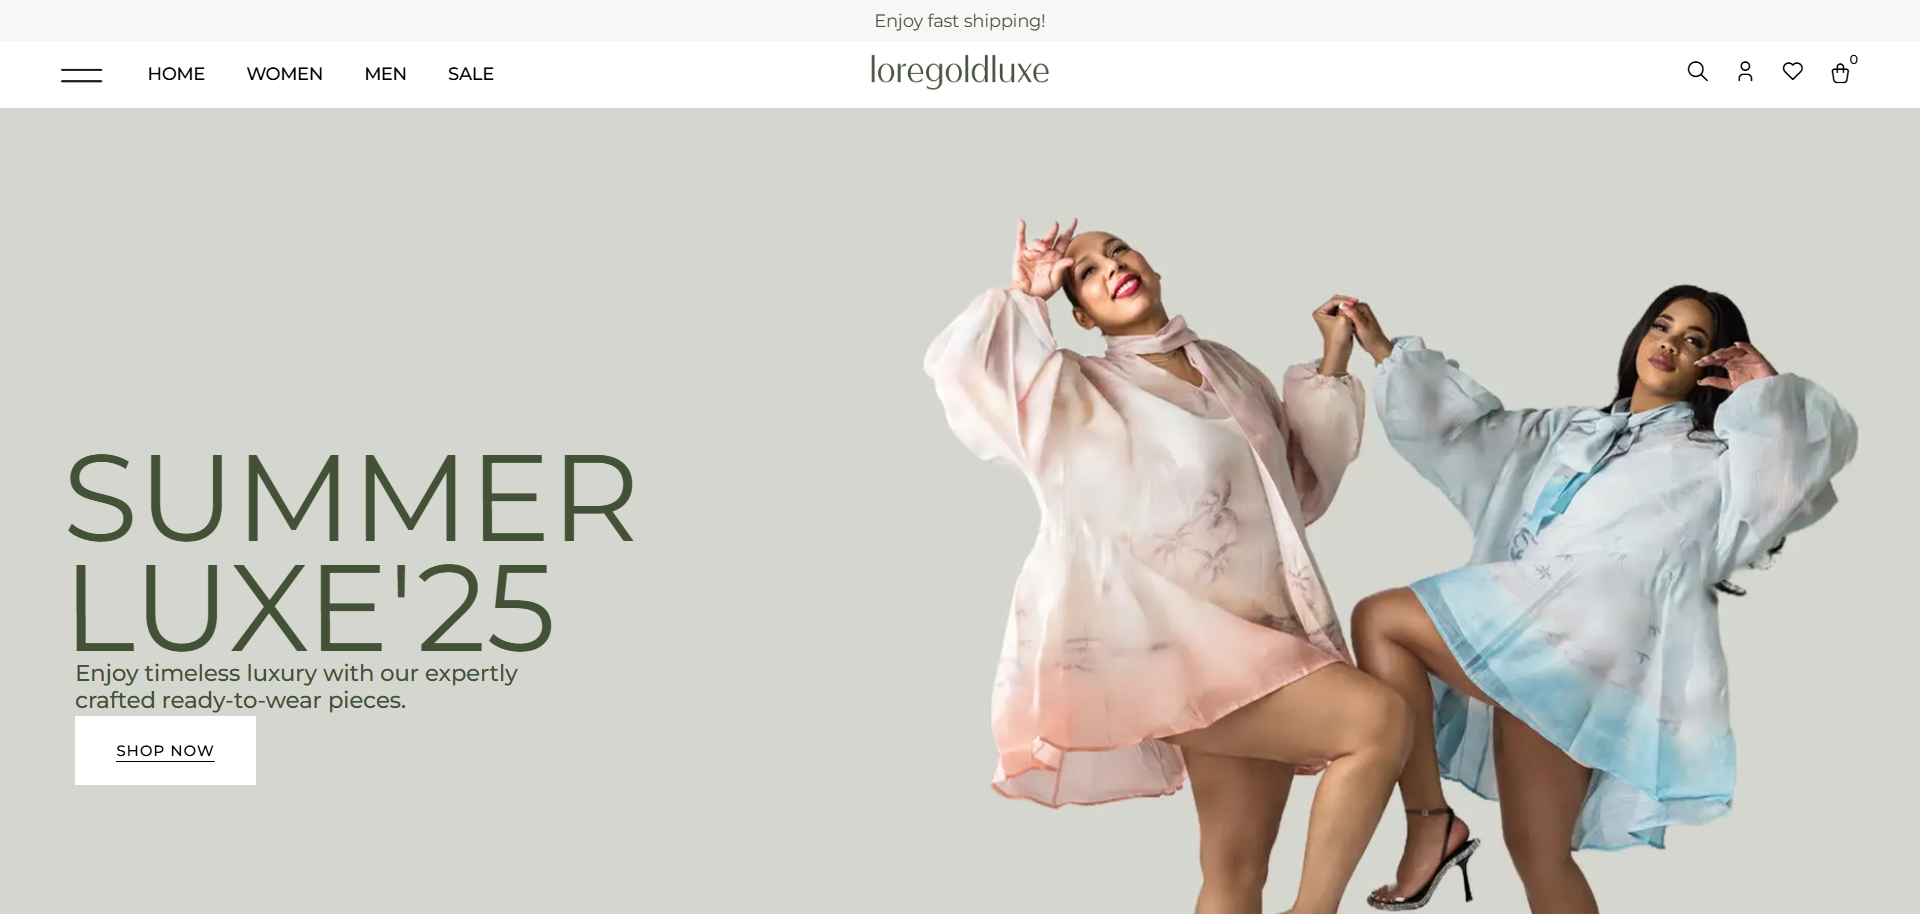 Enjoy fast shipping!
HOME WOMEN MEN SALE
loregoldluxe
0
SUMMER
LUXE'25
Enjoy timeless luxury with our expertly
crafted ready-to-wear pieces.
SHOP NOW